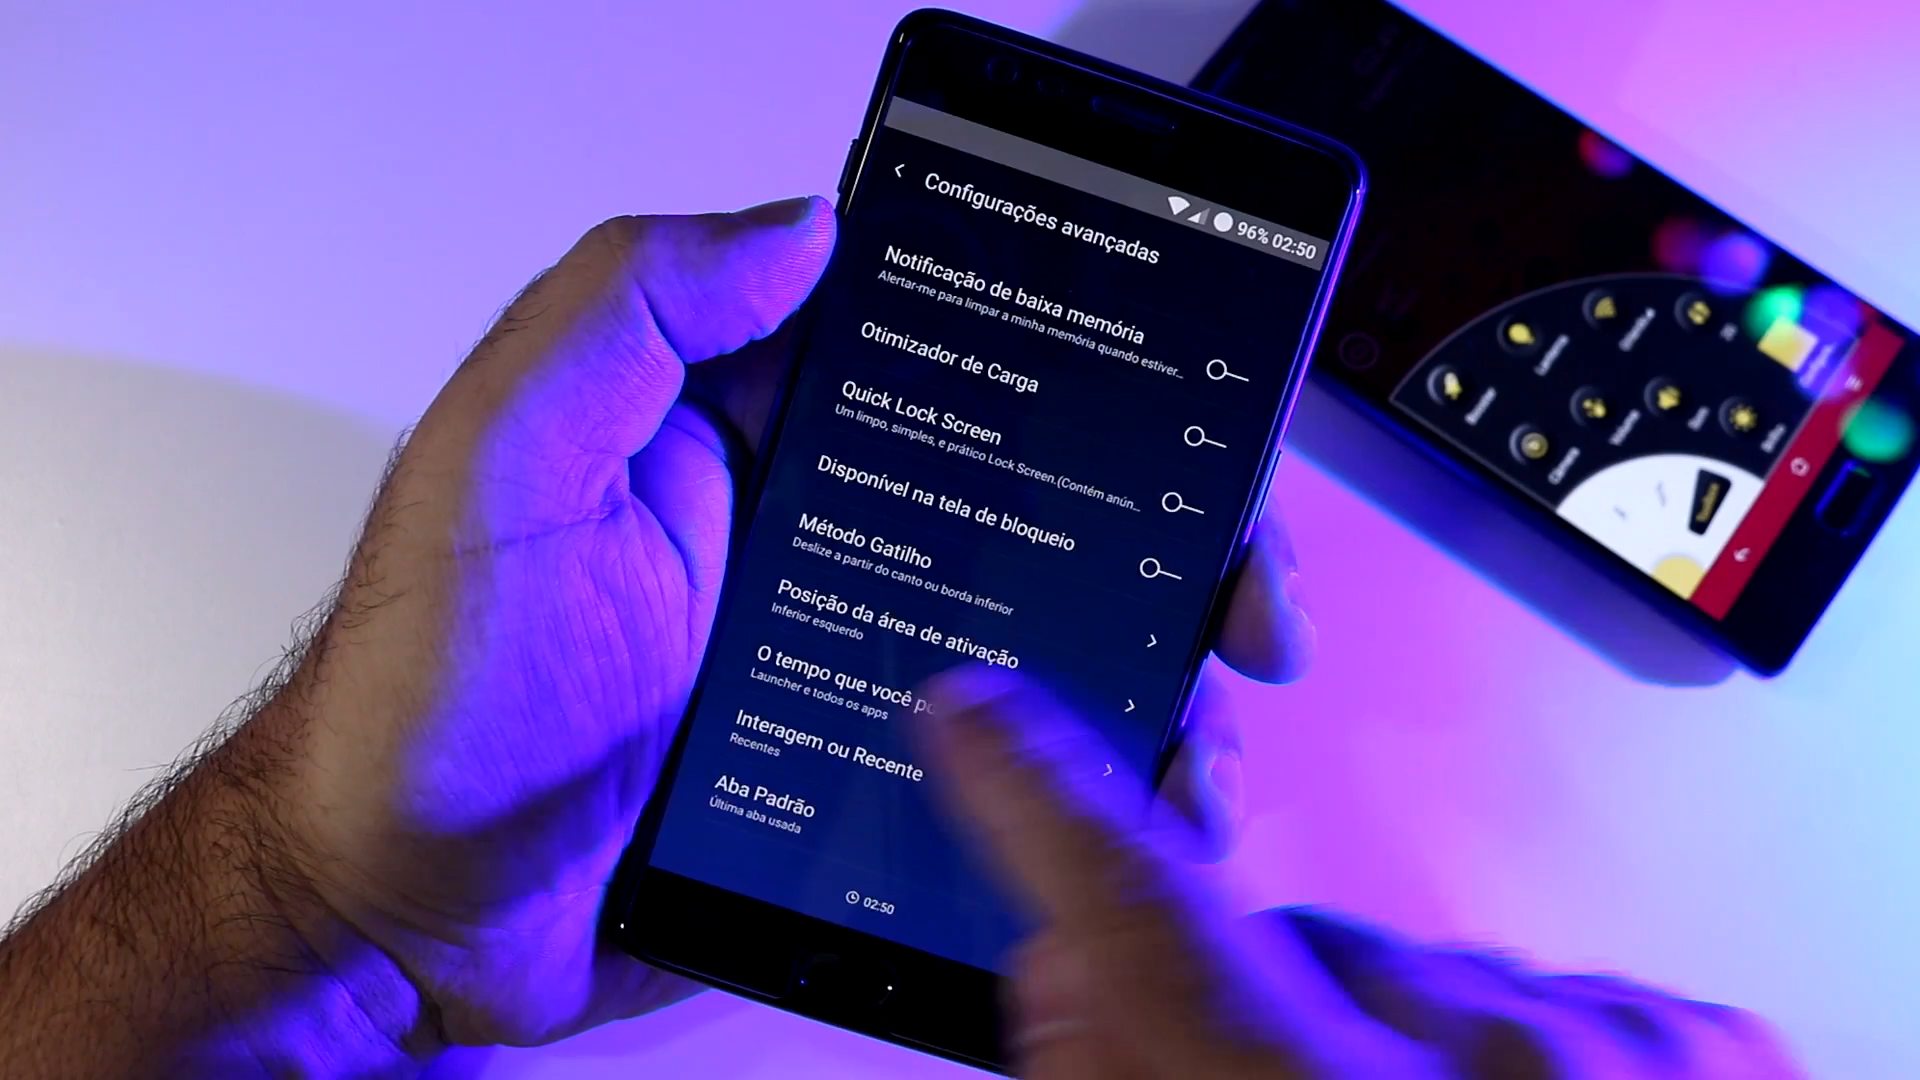 96% 02:50
Configurações avançadas
Notificação de baixa memória
Alertar-me para limpar a minha memória quando estiver...
Otimizador de Carga
Quick Lock Screen
Um limpo, simples, e prático Lock Screen.(Contém anún...
Disponível na tela de bloqueio
Método Gatilho
Deslize a partir do canto ou borda inferior
Posição da área de ativação
Inferior esquerdo
O tempo que você po
Launcher e todos os apps
Interagem ou Recente
Recentes
Aba Padrão
Última aba usada
02:50